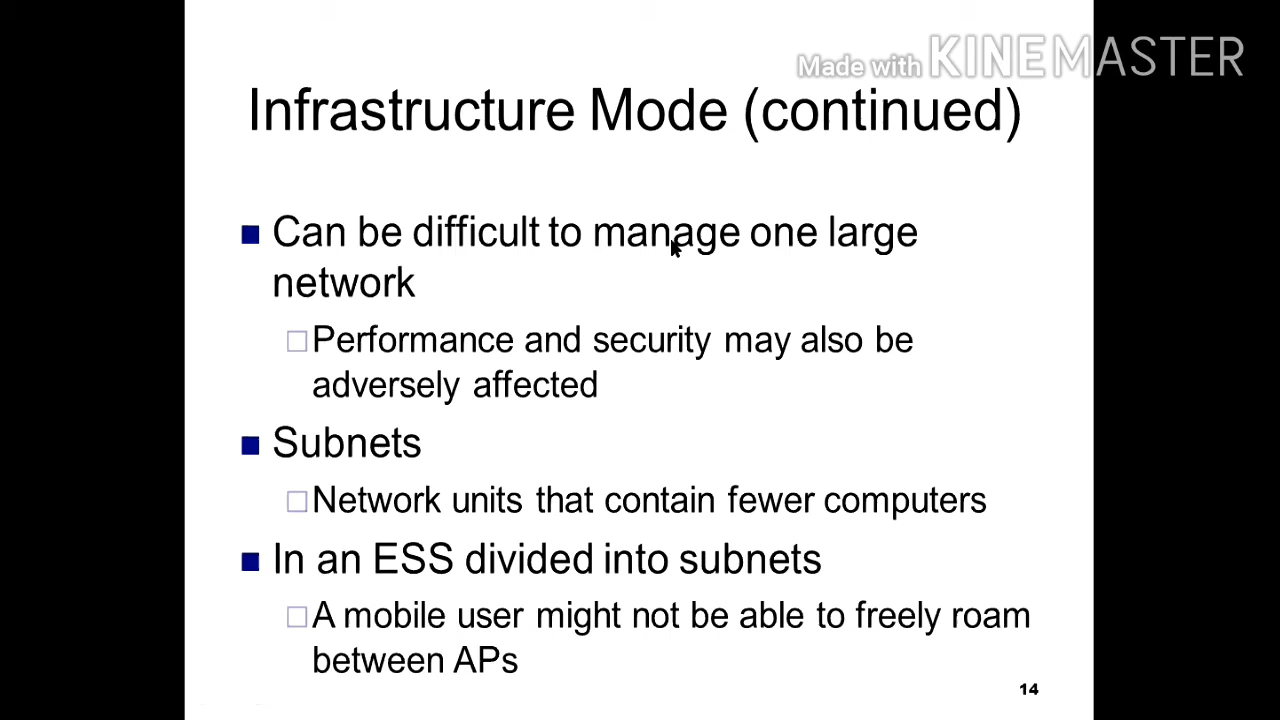 Made with KINEMASTER
Infrastructure Mode (continued)
Can be difficult to manage one large
network
Performance and security may also be
adversely affected
Subnets
Network units that contain fewer computers
In an ESS divided into subnets
A mobile user might not be able to freely roam
between APs
14